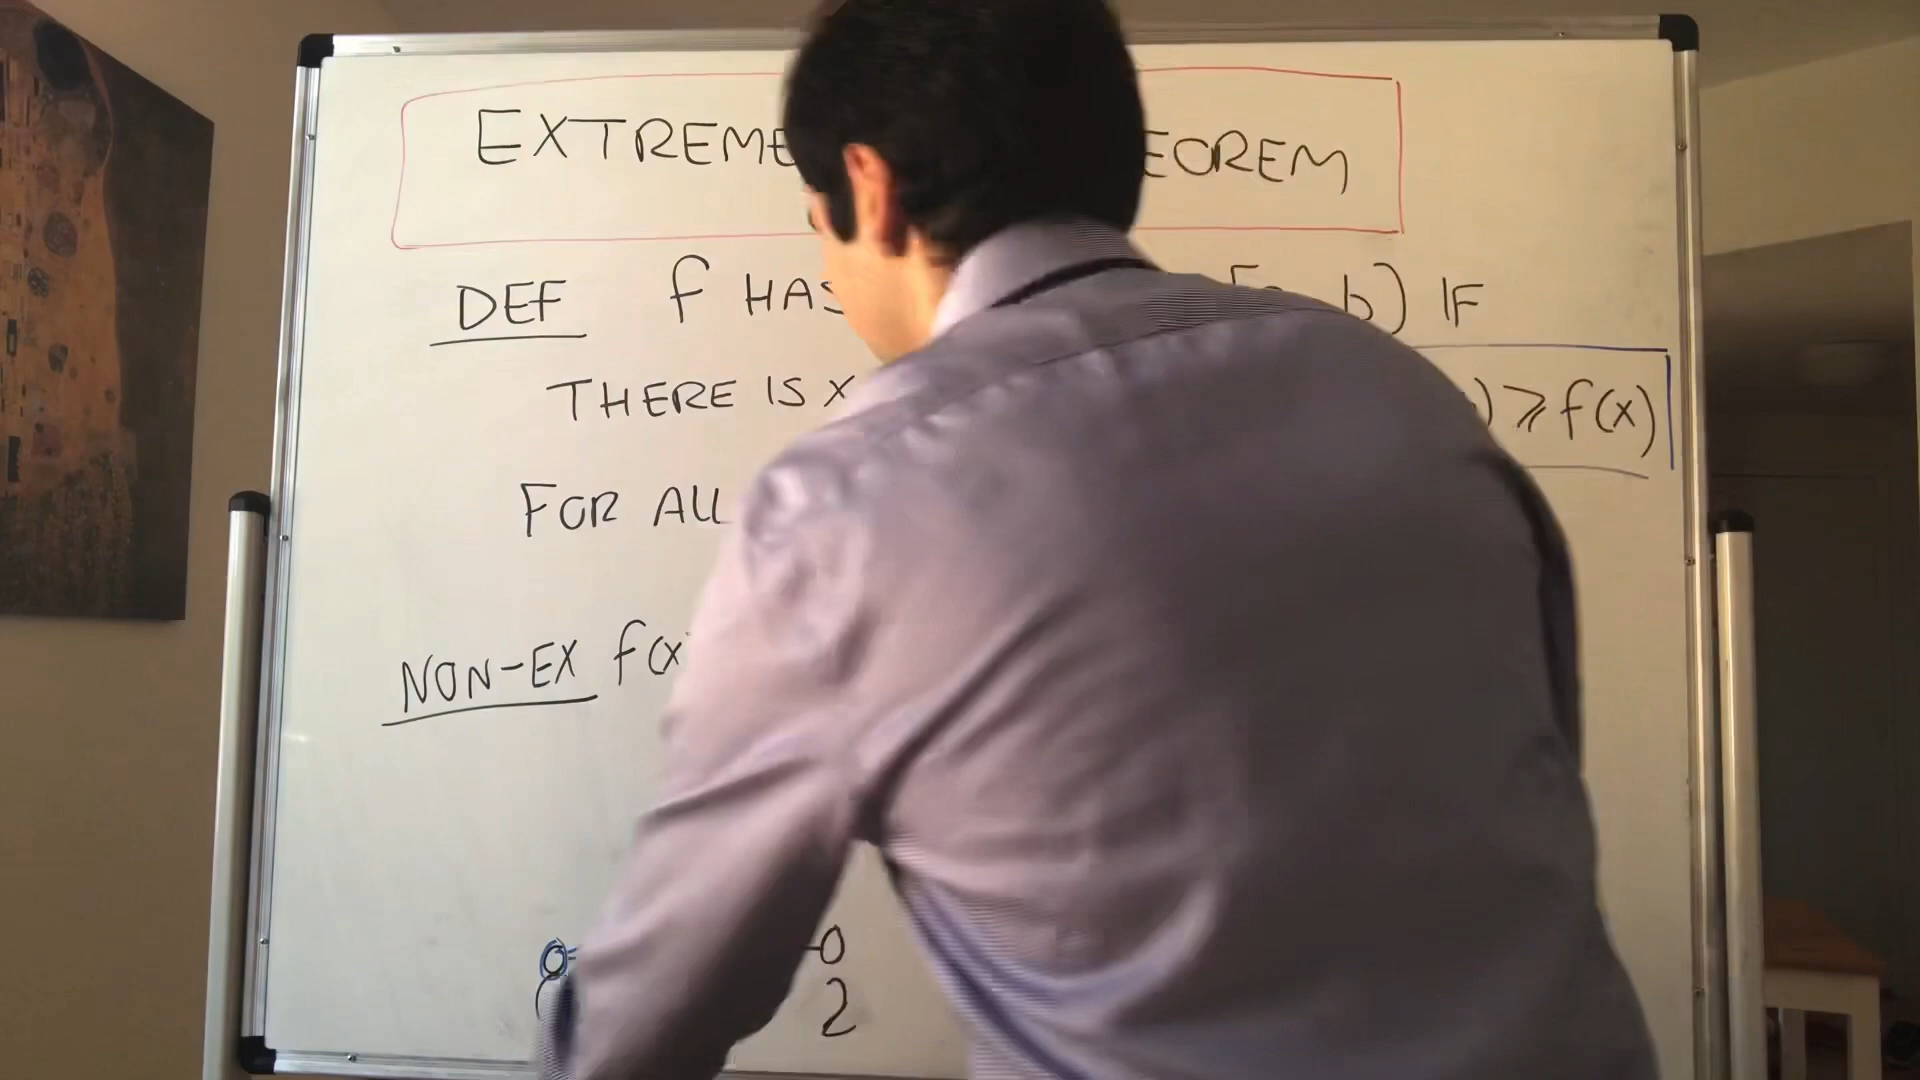 EXTREME EOREM
DEF f HAS b) IF
THERE IS x ) ≥ f(x)
FOR ALL
NON-EX f(x
2